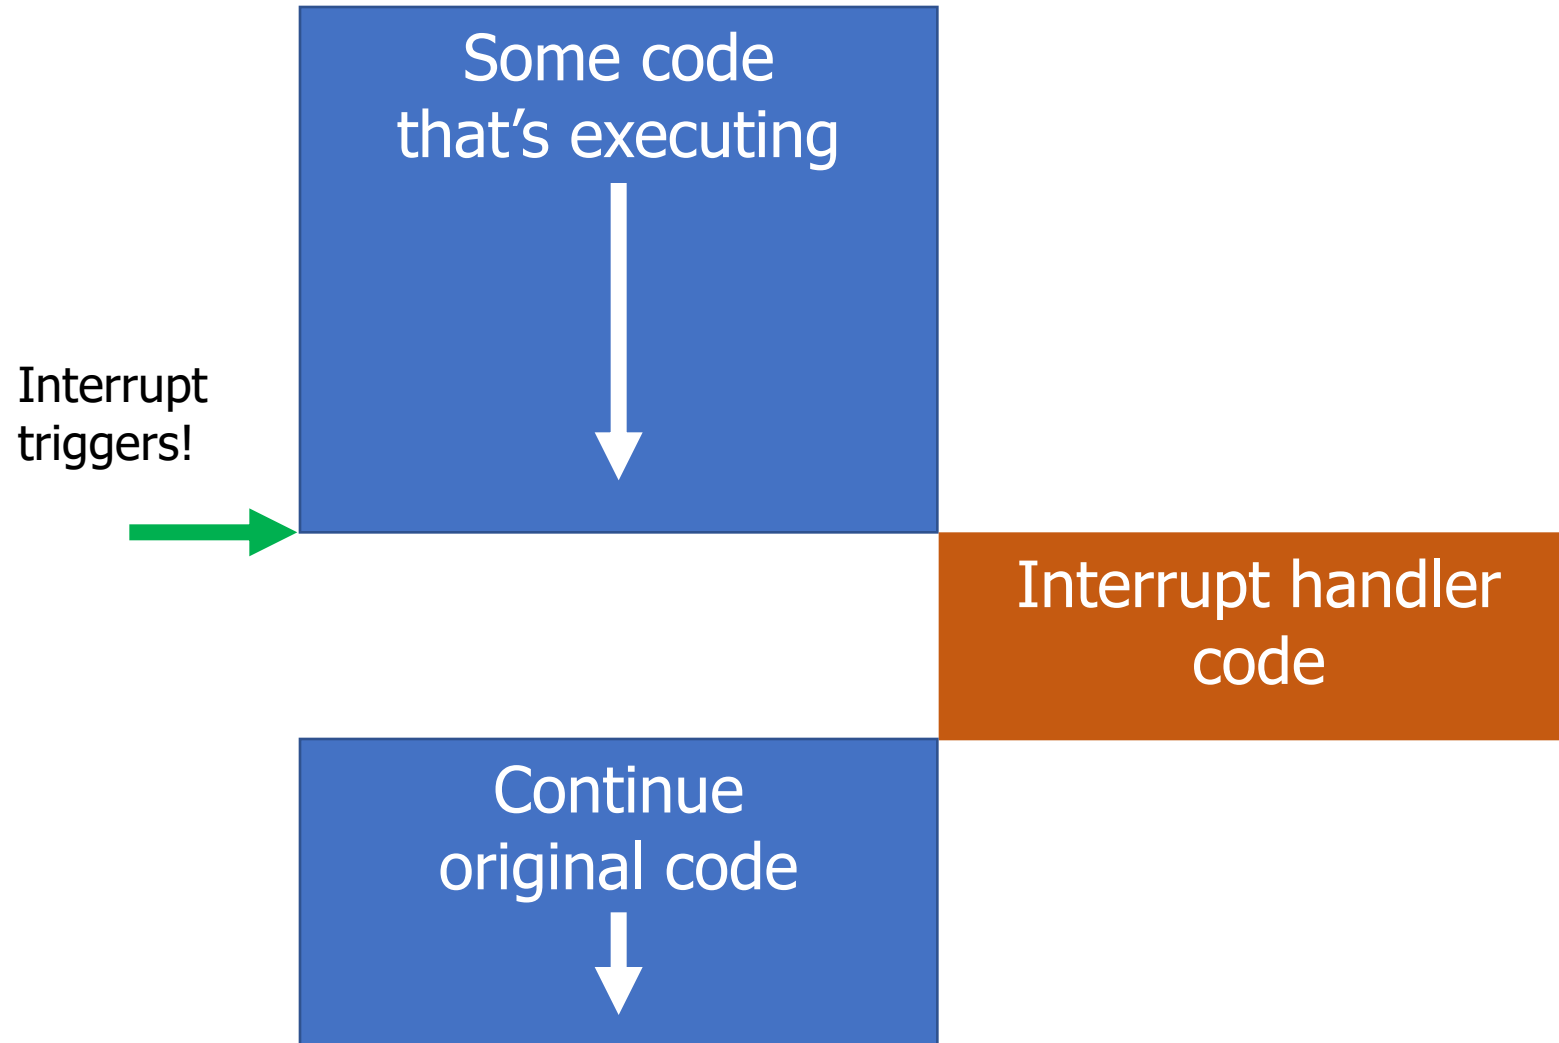 Some code
that’s executing
Interrupt
triggers!
Interrupt handler
code
Continue
original code